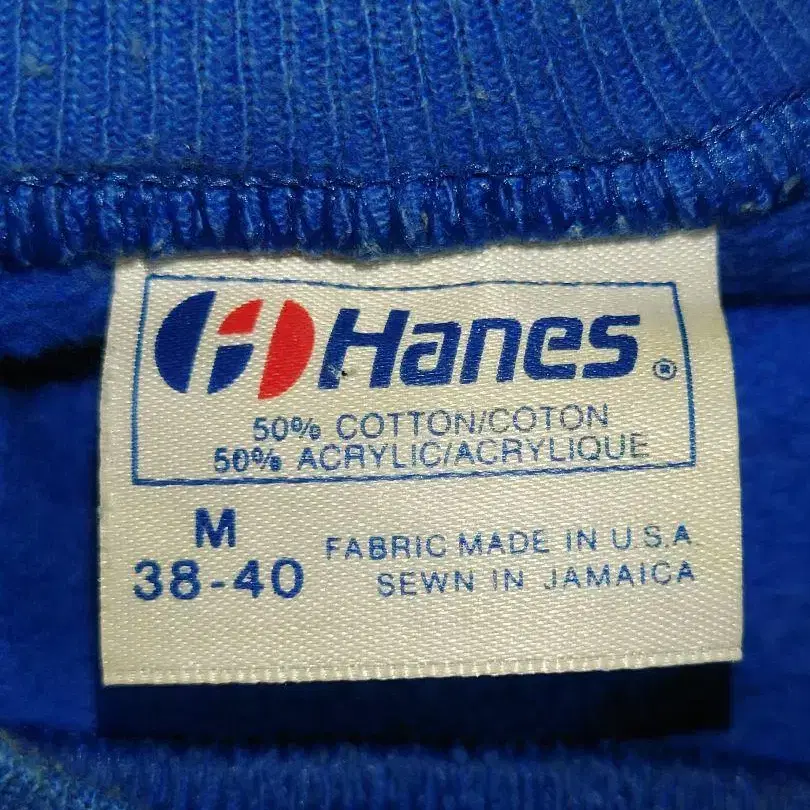 Hanes ®
50% COTTON/COTON
50% ACRYLIC/ACRYLIQUE
M
38-40
FABRIC MADE IN U.S.A
SEWN IN JAMAICA